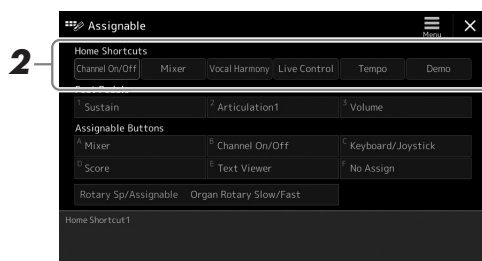 Assignable
Menu
2
Home Shortcuts
Channel On/Off Mixer Vocal Harmony Live Control Tempo Demo
Foot Pedals
1 Sustain 2 Articulation1 3 Volume
Assignable Buttons
A Mixer B Channel On/Off C Keyboard/Joystick
D Score E Text Viewer F No Assign
Rotary Sp/Assignable Organ Rotary Slow/Fast
Home Shortcut1